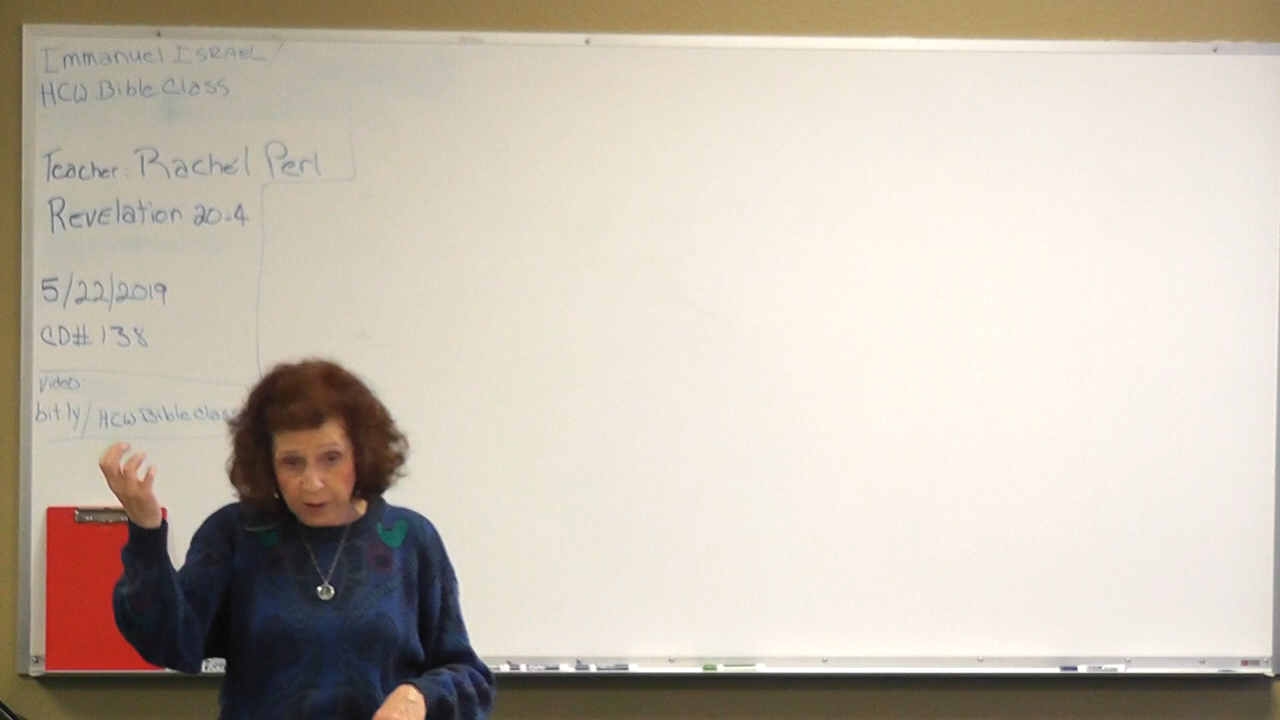 Immanuel ISRAEL/
HCW Bible Class
Teacher: Rachel Perl
Revelation 20:4
5/22/2019
CD# 138
Video
bit.ly/HCWBibleclass